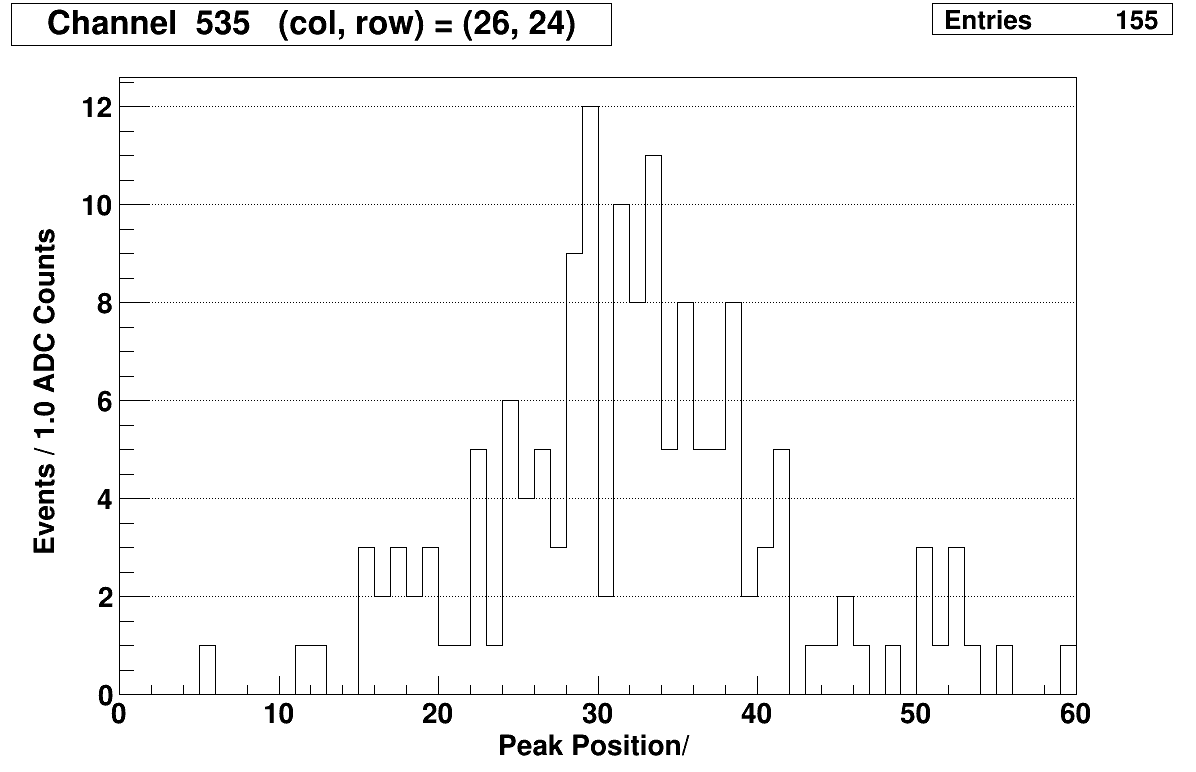 Channel 535 (col, row) = (26, 24)
Entries 155
Events / 1.0 ADC Counts
12
10
8
6
4
2
0
0 10 20 30 40 50 60
Peak Position/